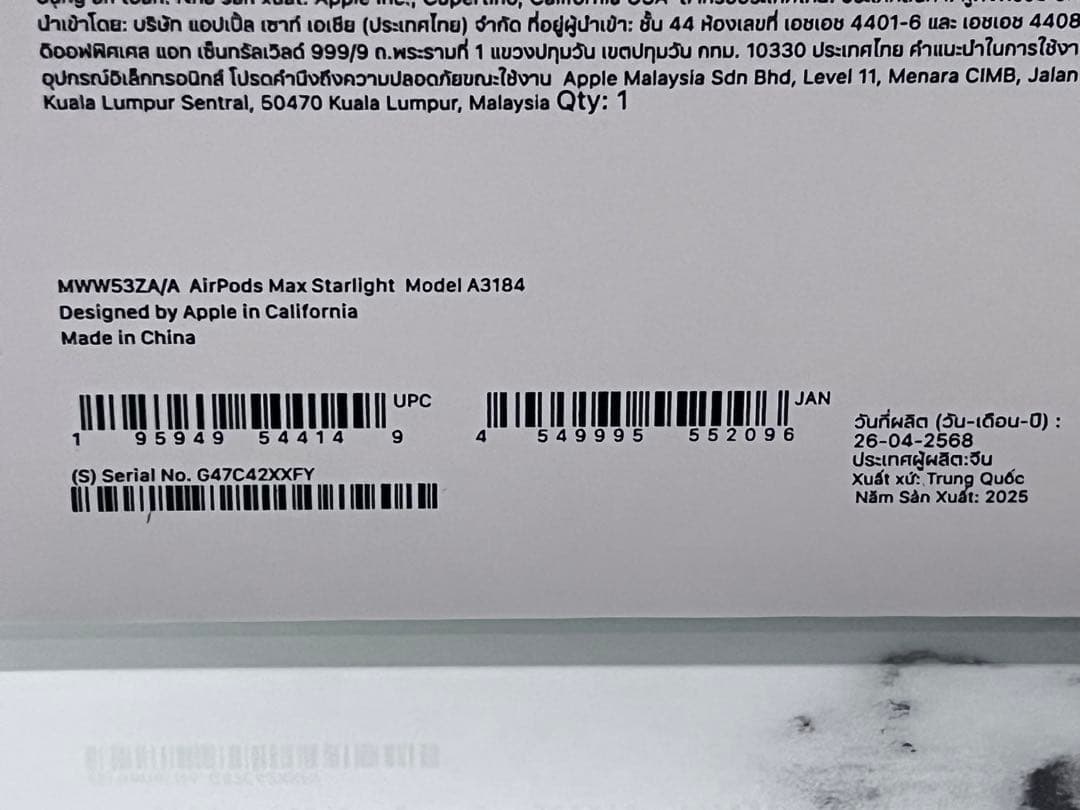 นำเข้าโดย: บริษัท แอปเปิ้ล เซาท์ เอเชีย (ประเทศไทย) จำกัด ที่อยู่ผู้นำเข้า: ชั้น 44 ห้องเลขที่ เอชเอช 4401-6 และ เอชเอช 4408
ดิออฟฟิศเศส แอท เซ็นทรัลเวิลด์ 999/9 ถ.พระรามที่ 1 แขวงปทุมวัน เขตปทุมวัน กทม. 10330 ประเทศไทย คำแนะนำในการใช้งา
อุปกรณ์อิเล็กทรอนิกส์ โปรดคำนึงถึงความปลอดภัยขณะใช้งาน Apple Malaysia Sdn Bhd, Level 11, Menara CIMB, Jalan
Kuala Lumpur Sentral, 50470 Kuala Lumpur, Malaysia Qty: 1
MWW53ZA/A AirPods Max Starlight Model A3184
Designed by Apple in California
Made in China
UPC
1 95949 54414 9
JAN
4 549995 552096
(S) Serial No. G47C42XXFY
วันที่ผลิต (วัน-เดือน-ปี) :
26-04-2568
ประเทศผู้ผลิต:จีน
Xuất xứ: Trung Quốc
Năm Sản Xuất: 2025